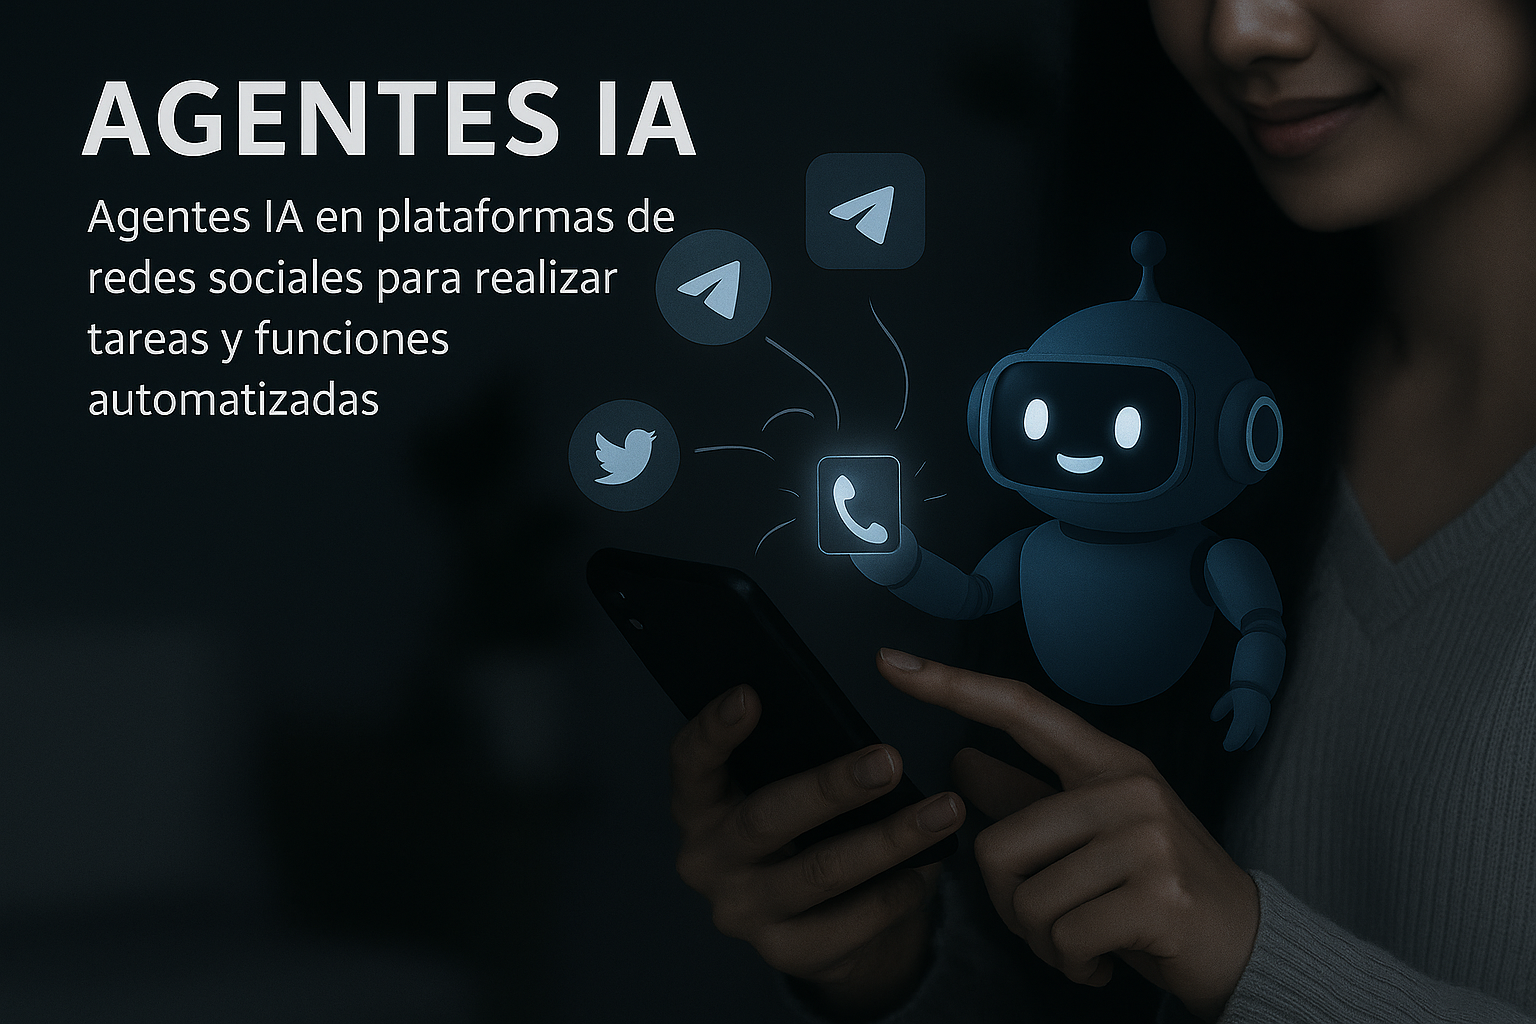 AGENTES IA
Agentes IA en plataformas de
redes sociales para realizar
tareas y funciones
automatizadas